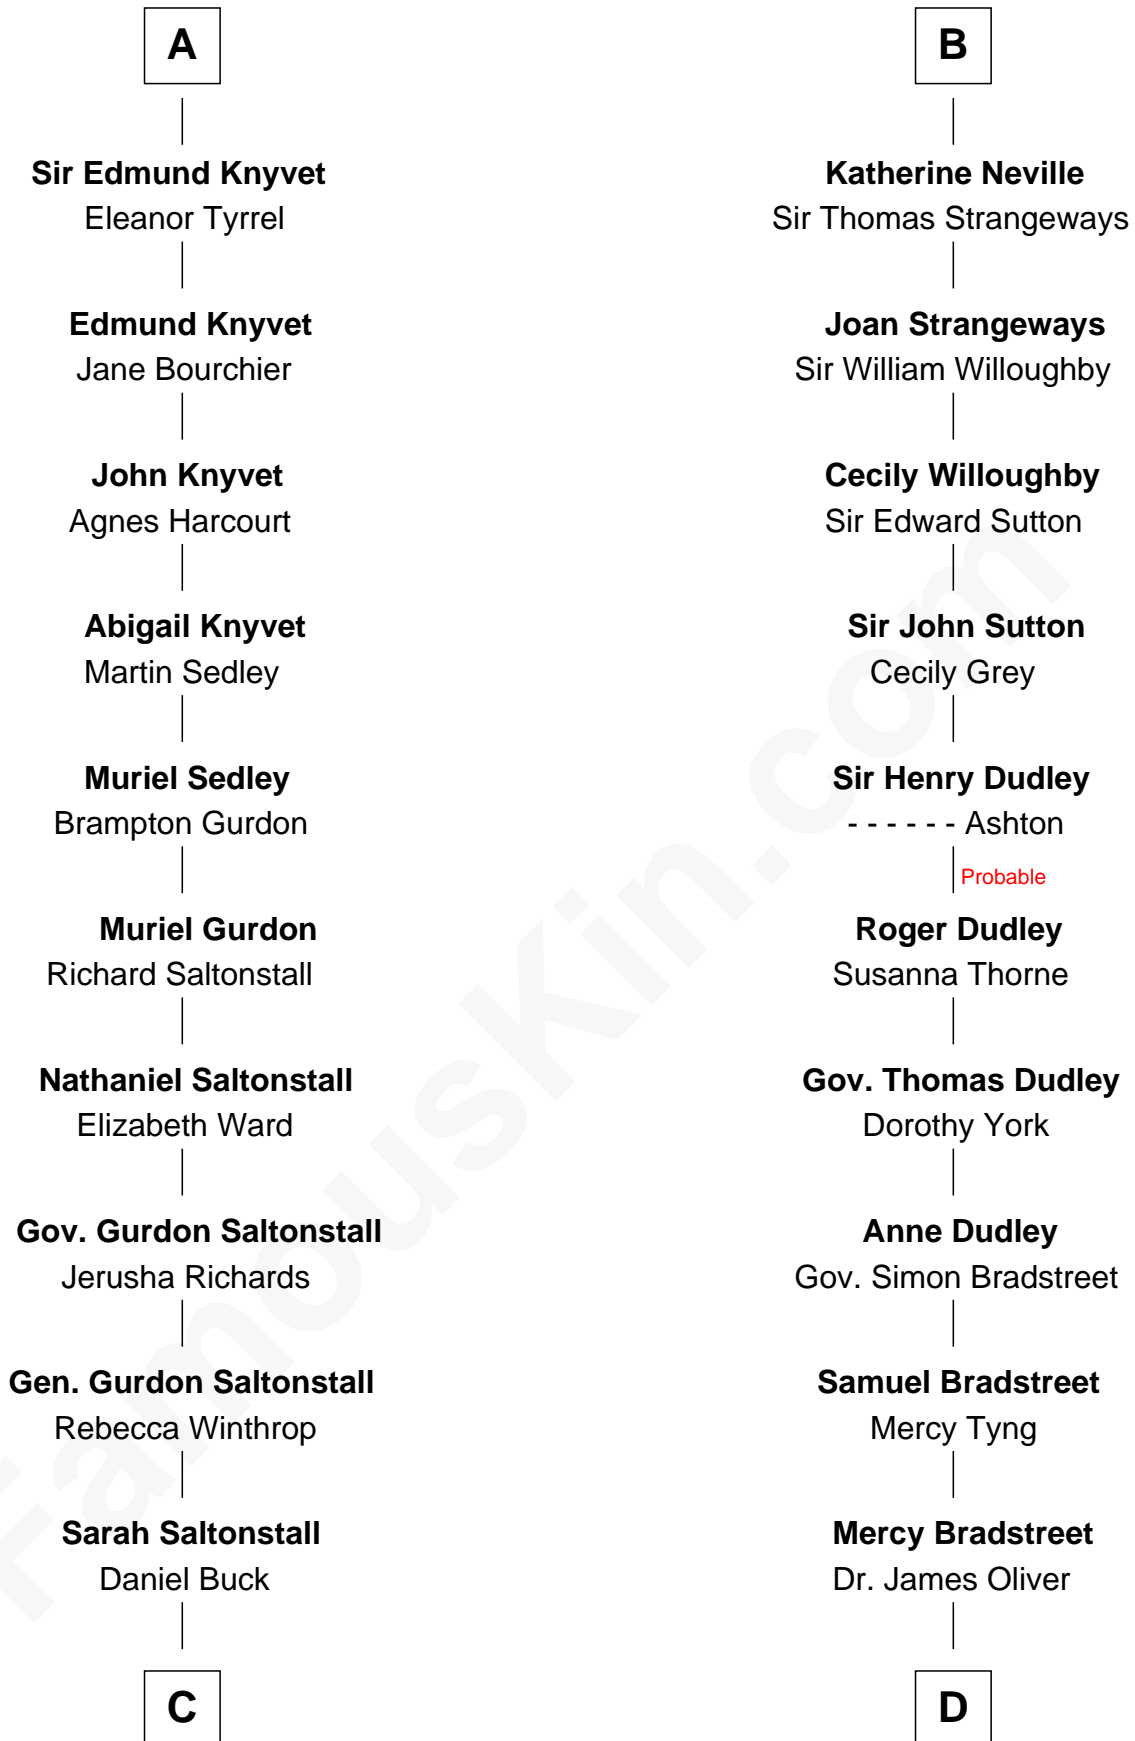 A
Sir Edmund Knyvet
Eleanor Tyrrel
Edmund Knyvet
Jane Bourchier
John Knyvet
Agnes Harcourt
Abigail Knyvet
Martin Sedley
Muriel Sedley
Brampton Gurdon
Muriel Gurdon
Richard Saltonstall
Nathaniel Saltonstall
Elizabeth Ward
Gov. Gurdon Saltonstall
Jerusha Richards
Gen. Gurdon Saltonstall
Rebecca Winthrop
Sarah Saltonstall
Daniel Buck
C
B
Katherine Neville
Sir Thomas Strangeways
Joan Strangeways
Sir William Willoughby
Cecily Willoughby
Sir Edward Sutton
Sir John Sutton
Cecily Grey
Sir Henry Dudley
- - - - - - Ashton
Probable
Roger Dudley
Susanna Thorne
Gov. Thomas Dudley
Dorothy York
Anne Dudley
Gov. Simon Bradstreet
Samuel Bradstreet
Mercy Tyng
Mercy Bradstreet
Dr. James Oliver
D
FamousKin.com